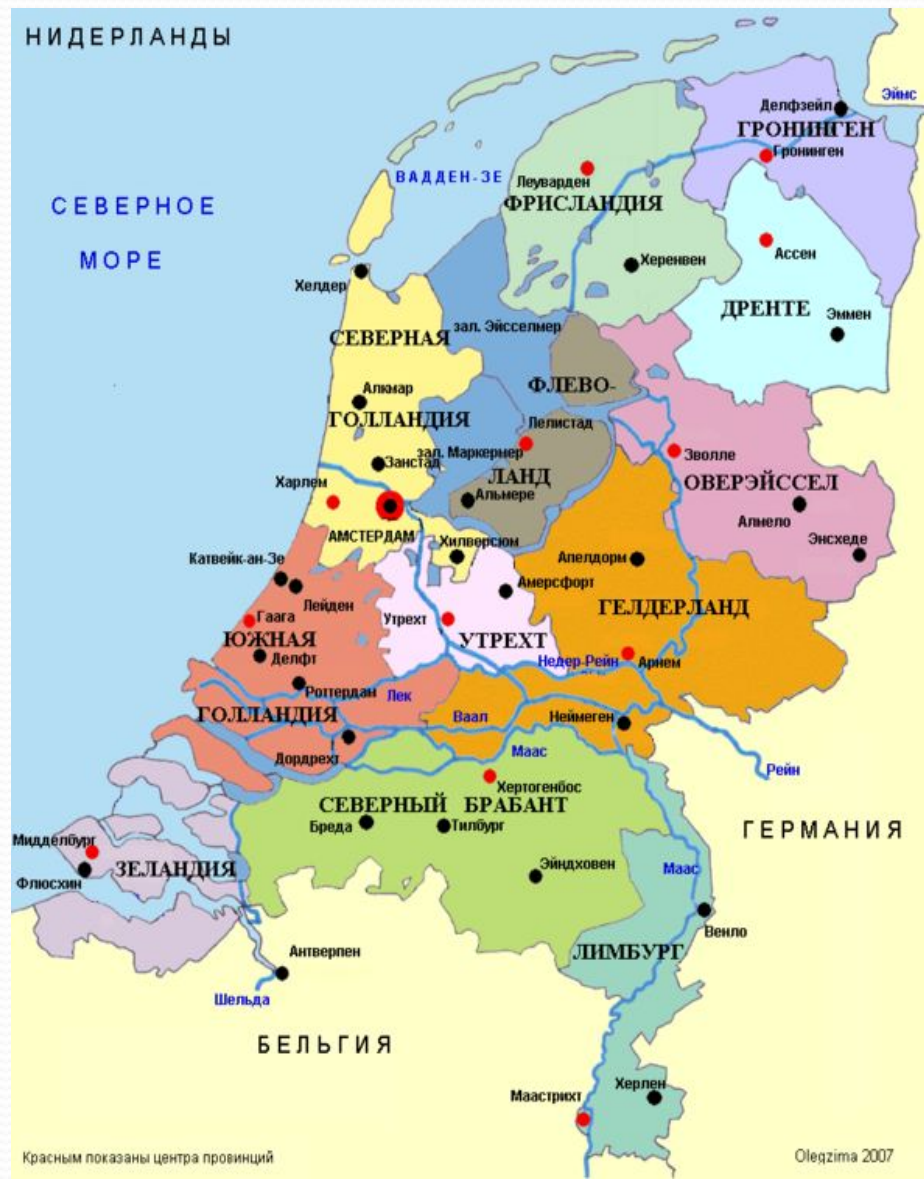 НИДЕРЛАНДЫ
Эймс
Делфзейл
ГРОНИНГЕН
Гронинген
ВАДДЕН-ЗЕ
Леуварден
ФРИСЛАНДИЯ
СЕВЕРНОЕ
МОРЕ
Ассен
Херенвен
Хелдер
ДРЕНТЕ
Эммен
СЕВЕРНАЯ
зал. Эйсселмер
ФЛЕВО-
Алкмар
ГОЛЛАНДИЯ
Лелистад
зал. Маркермер
Занстад
Зволле
Харлем
ЛАНД
ОВЕРЭЙССЕЛ
Альмере
Алмело
АМСТЕРДАМ
Хилверсюм
Энсхеде
Катвейк-ан-Зе
Апелдорм
Лейден
Амерсфорт
Гаага
Утрехт
ГЕЛДЕРЛАНД
ЮЖНАЯ
УТРЕХТ
Делфт
Недер-Рейн
Арнем
Роттердан
Лек
ГОЛЛАНДИЯ
Ваал
Неймеген
Дордрехт
Маас
Рейн
Хертогенбос
СЕВЕРНЫЙ БРАБАНТ
Бреда
Тилбург
ГЕРМАНИЯ
Мидделбург
ЗЕЛАНДИЯ
Флюсхин
Эйндховен
Маас
Венло
Антверпен
ЛИМБУРГ
Шельда
БЕЛЬГИЯ
Маастрихт
Херлен
Красным показаны центра провинций
Olegzima 2007